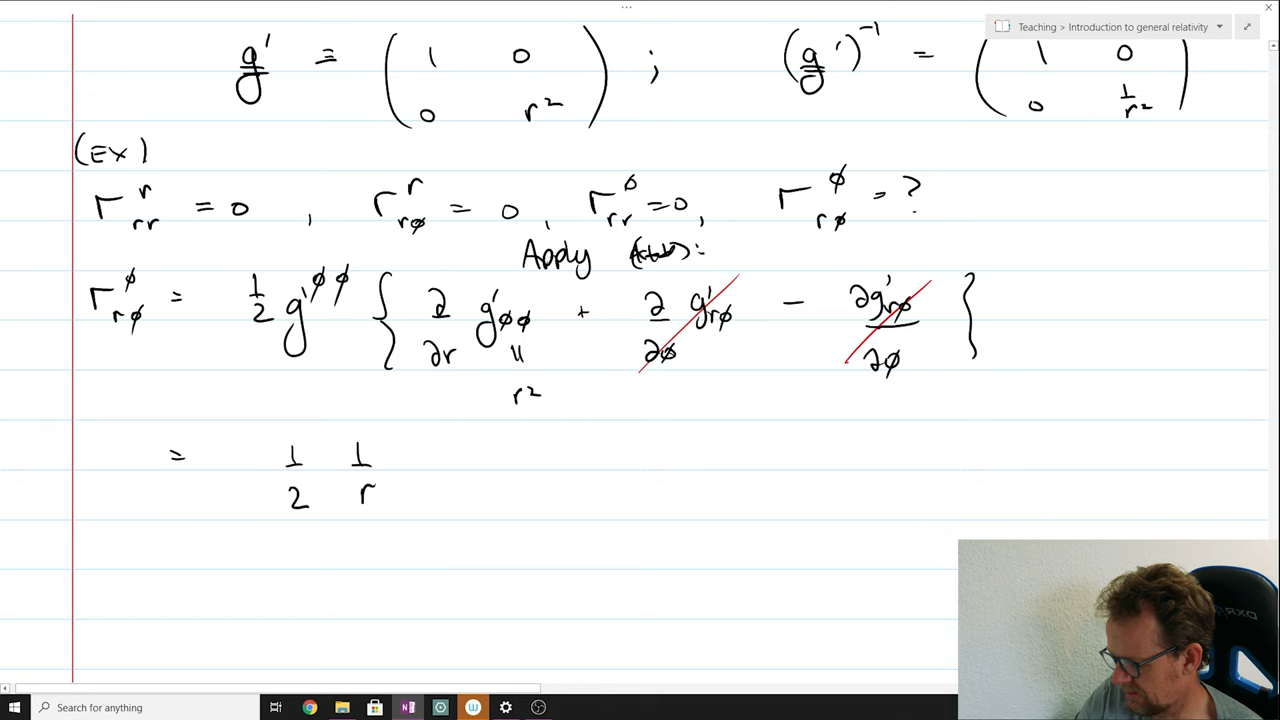 Teaching > Introduction to general relativity
g' = ( 1 0 ; 0 r² ) ; (g')⁻¹ = ( 1 0 ; 0 1/r² )
(Ex)
Γ^r_rr = 0 , Γ^r_rφ = 0 , Γ^φ_rr = 0 , Γ^φ_rφ = ?
Apply
Γ^φ_rφ = 1/2 g'^φφ { ∂/∂r g'_φφ + ∂/∂φ g'_rφ − ∂g'_rφ/∂φ }
॥
r²
= 1/2 1/r
DXR
Search for anything